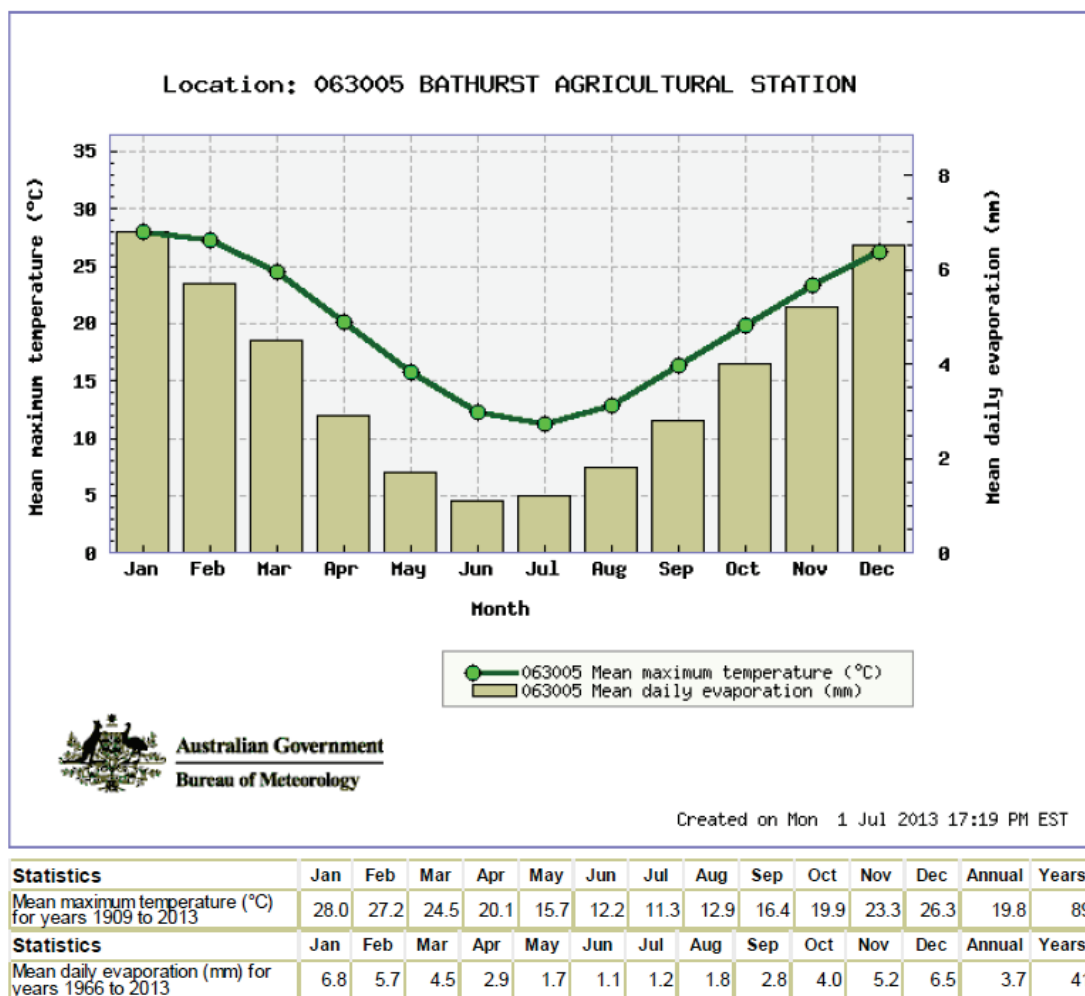 Location: 063005 BATHURST AGRICULTURAL STATION
Mean maximum temperature (°C)
35
30
25
20
15
10
5
0
8
6
4
2
0
Mean daily evaporation (mm)
Jan Feb Mar Apr May Jun Jul Aug Sep Oct Nov Dec
Month
063005 Mean maximum temperature (°C)
063005 Mean daily evaporation (mm)
Australian Government
Bureau of Meteorology
Created on Mon 1 Jul 2013 17:19 PM EST
Statistics Jan Feb Mar Apr May Jun Jul Aug Sep Oct Nov Dec Annual Years
Mean maximum temperature (°C)
for years 1909 to 2013 28.0 27.2 24.5 20.1 15.7 12.2 11.3 12.9 16.4 19.9 23.3 26.3 19.8 89
Statistics Jan Feb Mar Apr May Jun Jul Aug Sep Oct Nov Dec Annual Years
Mean daily evaporation (mm) for
years 1966 to 2013 6.8 5.7 4.5 2.9 1.7 1.1 1.2 1.8 2.8 4.0 5.2 6.5 3.7 41